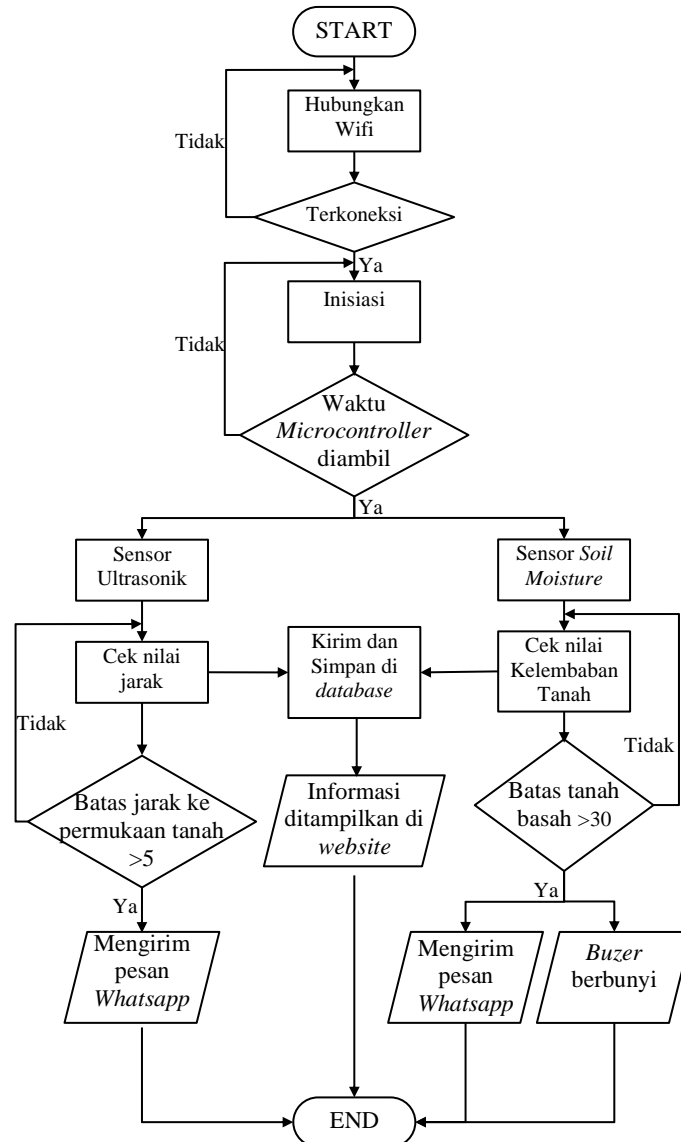 START
Hubungkan
Wifi
Tidak
Terkoneksi
Ya
Inisiasi
Tidak
Waktu
Microcontroller
diambil
Ya
Sensor
Ultrasonik
Sensor Soil
Moisture
Cek nilai
jarak
Kirim dan
Simpan di
database
Cek nilai
Kelembaban
Tanah
Tidak
Tidak
Batas jarak ke
permukaan tanah
>5
Informasi
ditampilkan di
website
Batas tanah
basah >30
Ya
Ya
Mengirim
pesan
Whatsapp
Mengirim
pesan
Whatsapp
Buzer
berbunyi
END